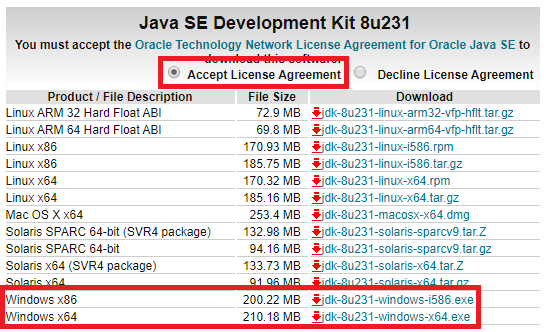 Java SE Development Kit 8u231
You must accept the Oracle Technology Network License Agreement for Oracle Java SE to
download this software.
Accept License Agreement Decline License Agreement
Product / File Description File Size Download
Linux ARM 32 Hard Float ABI 72.9 MB jdk-8u231-linux-arm32-vfp-hflt.tar.gz
Linux ARM 64 Hard Float ABI 69.8 MB jdk-8u231-linux-arm64-vfp-hflt.tar.gz
Linux x86 170.93 MB jdk-8u231-linux-i586.rpm
Linux x86 185.75 MB jdk-8u231-linux-i586.tar.gz
Linux x64 170.32 MB jdk-8u231-linux-x64.rpm
Linux x64 185.16 MB jdk-8u231-linux-x64.tar.gz
Mac OS X x64 253.4 MB jdk-8u231-macosx-x64.dmg
Solaris SPARC 64-bit (SVR4 package) 132.98 MB jdk-8u231-solaris-sparcv9.tar.Z
Solaris SPARC 64-bit 94.16 MB jdk-8u231-solaris-sparcv9.tar.gz
Solaris x64 (SVR4 package) 133.73 MB jdk-8u231-solaris-x64.tar.Z
Solaris x64 91.96 MB jdk-8u231-solaris-x64.tar.gz
Windows x86 200.22 MB jdk-8u231-windows-i586.exe
Windows x64 210.18 MB jdk-8u231-windows-x64.exe